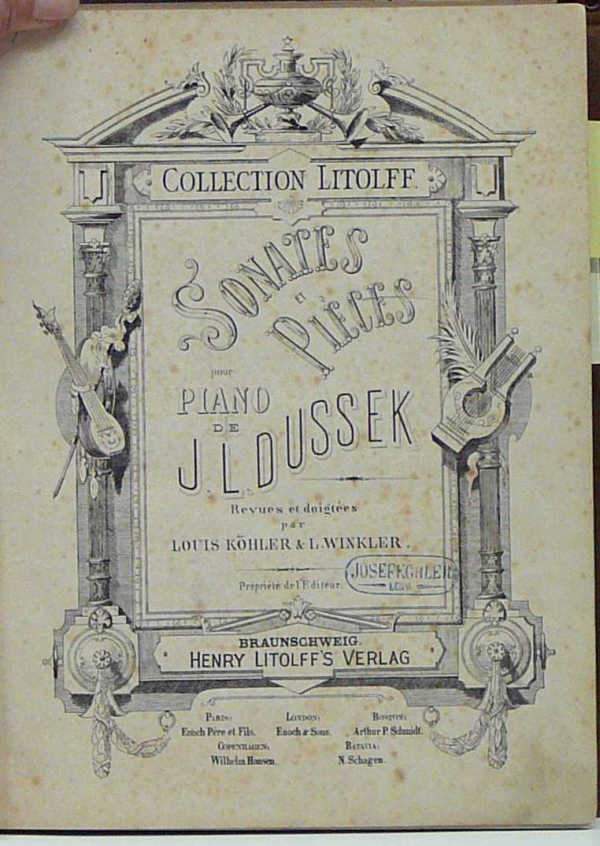 COLLECTION LITOLFF.
SONATES
ET
PIÈCES
pour
PIANO
DE
J. L. DUSSEK
Revues et doigtées
par
LOUIS KÖHLER & L. WINKLER.
Propriété de l'Editeur.
JOSEF KOHLER
BRAUNSCHWEIG.
HENRY LITOLFF'S VERLAG
PARIS: LONDON: BOSTON:
Enoch Père et Fils. Enoch & Sons. Arthur P. Schmidt.
COPENHAGEN: BATAVIA:
Wilhelm Hansen. N. Schagen.